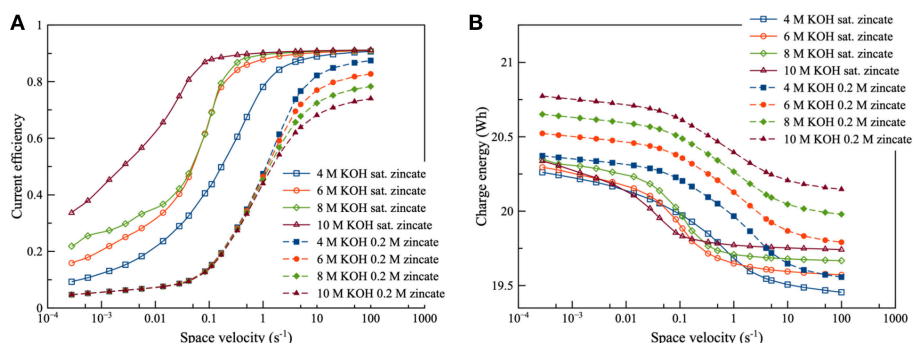 A
Current efficiency
1
0.8
0.6
0.4
0.2
0
10⁻⁴
10⁻³
0.01
0.1
1
10
100
1000
Space velocity (s⁻¹)
4 M KOH sat. zincate
6 M KOH sat. zincate
8 M KOH sat. zincate
10 M KOH sat. zincate
4 M KOH 0.2 M zincate
6 M KOH 0.2 M zincate
8 M KOH 0.2 M zincate
10 M KOH 0.2 M zincate
B
Charge energy (Wh)
21
20.5
20
19.5
10⁻⁴
10⁻³
0.01
0.1
1
10
100
1000
Space velocity (s⁻¹)
4 M KOH sat. zincate
6 M KOH sat. zincate
8 M KOH sat. zincate
10 M KOH sat. zincate
4 M KOH 0.2 M zincate
6 M KOH 0.2 M zincate
8 M KOH 0.2 M zincate
10 M KOH 0.2 M zincate